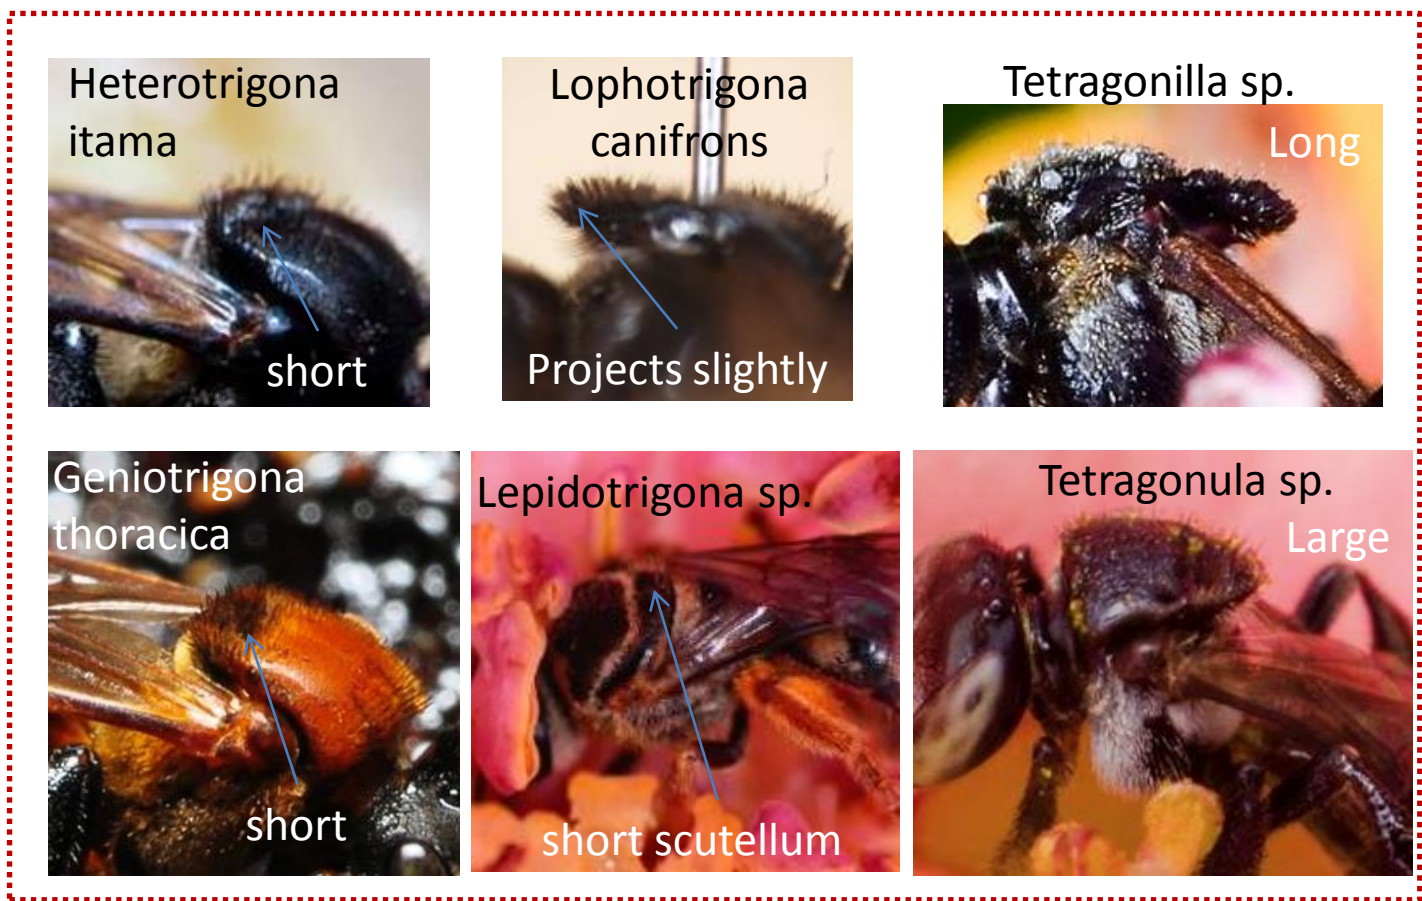 Heterotrigona
itama
short
Lophotrigona
canifrons
Projects slightly
Tetragonilla sp.
Long
Geniotrigona
thoracica
short
Lepidotrigona sp.
short scutellum
Tetragonula sp.
Large